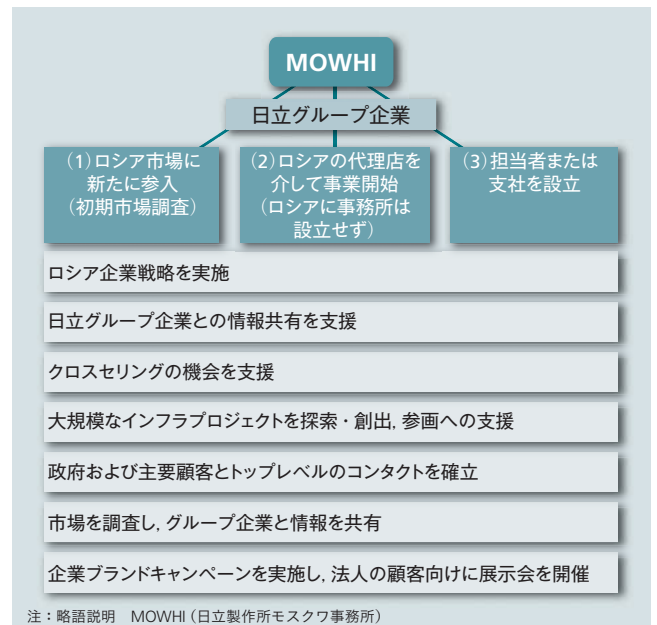 MOWHI
日立グループ企業
（1）ロシア市場に
新たに参入
（初期市場調査）
（2）ロシアの代理店を
介して事業開始
（ロシアに事務所は
設立せず）
（3）担当者または
支社を設立
ロシア企業戦略を実施
日立グループ企業との情報共有を支援
クロスセリングの機会を支援
大規模なインフラプロジェクトを探索・創出，参画への支援
政府および主要顧客とトップレベルのコンタクトを確立
市場を調査し，グループ企業と情報を共有
企業ブランドキャンペーンを実施し，法人の顧客向けに展示会を開催
注：略語説明　MOWHI（日立製作所モスクワ事務所）